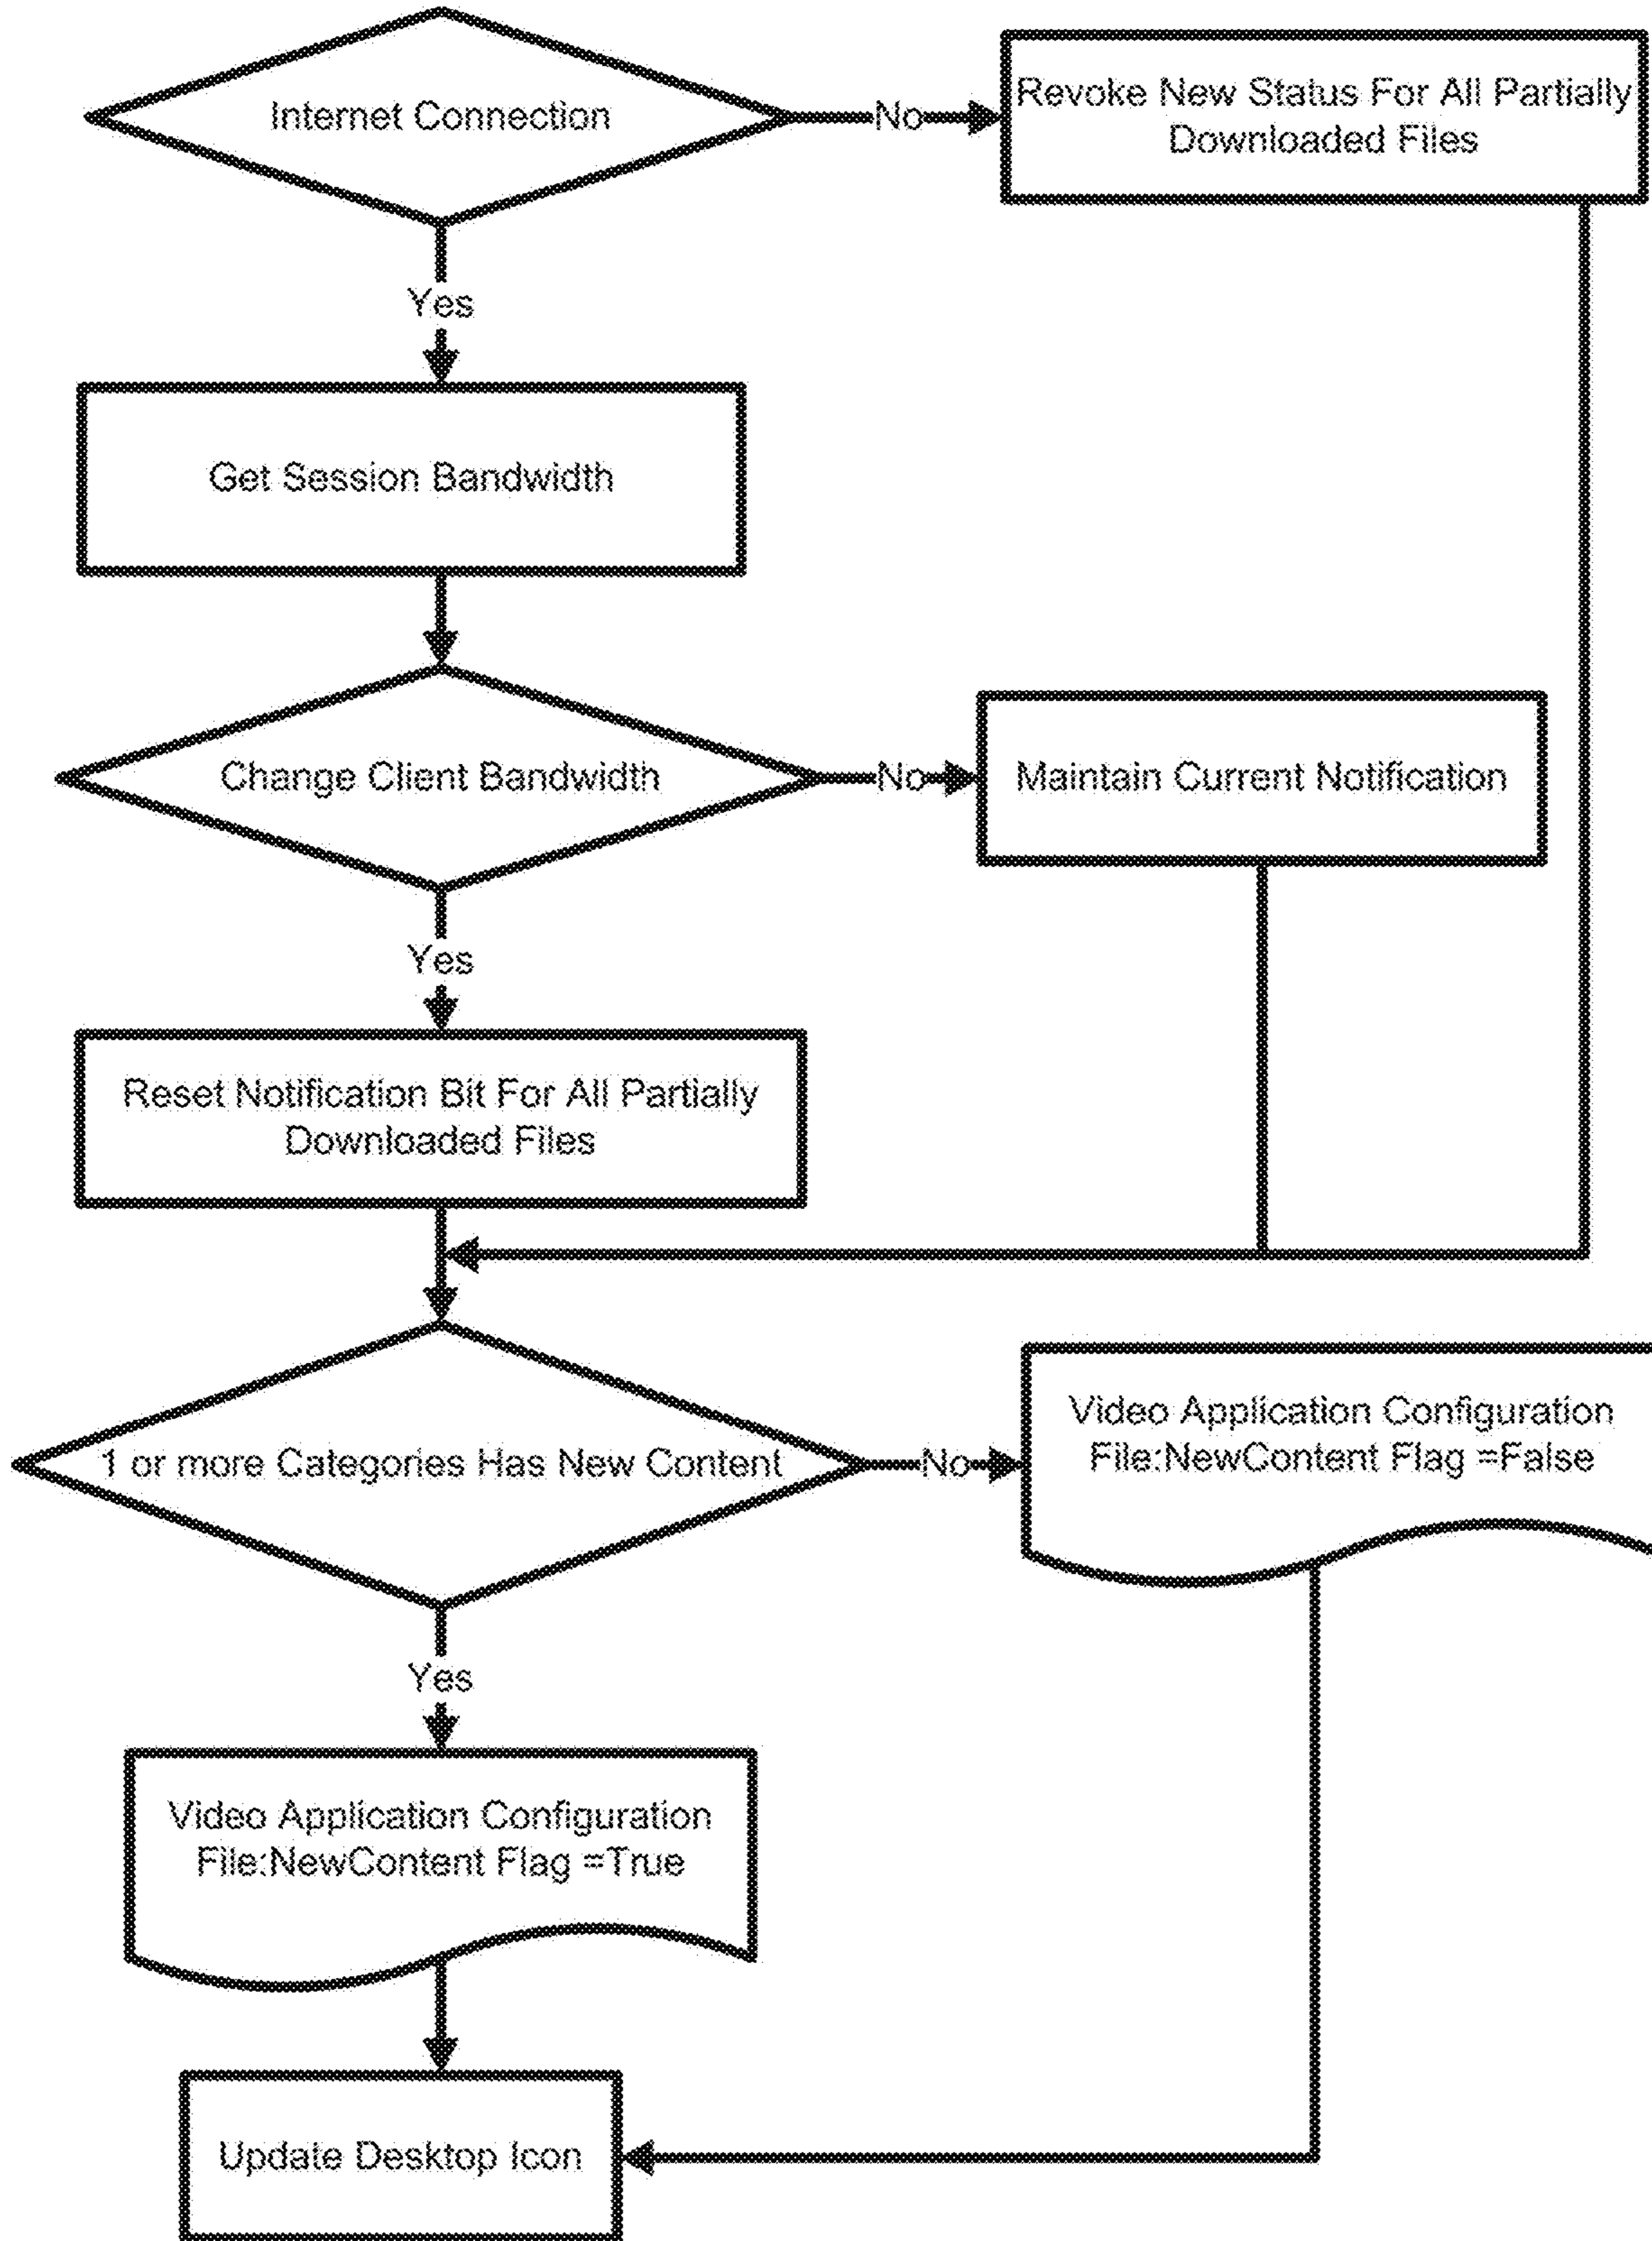 Internet Connection
No
Revoke New Status For All Partially
Downloaded Files
Yes
Get Session Bandwidth
Change Client Bandwidth
No
Maintain Current Notification
Yes
Reset Notification Bit For All Partially
Downloaded Files
1 or more Categories Has New Content
No
Video Application Configuration
File:NewContent Flag =False
Yes
Video Application Configuration
File:NewContent Flag =True
Update Desktop Icon